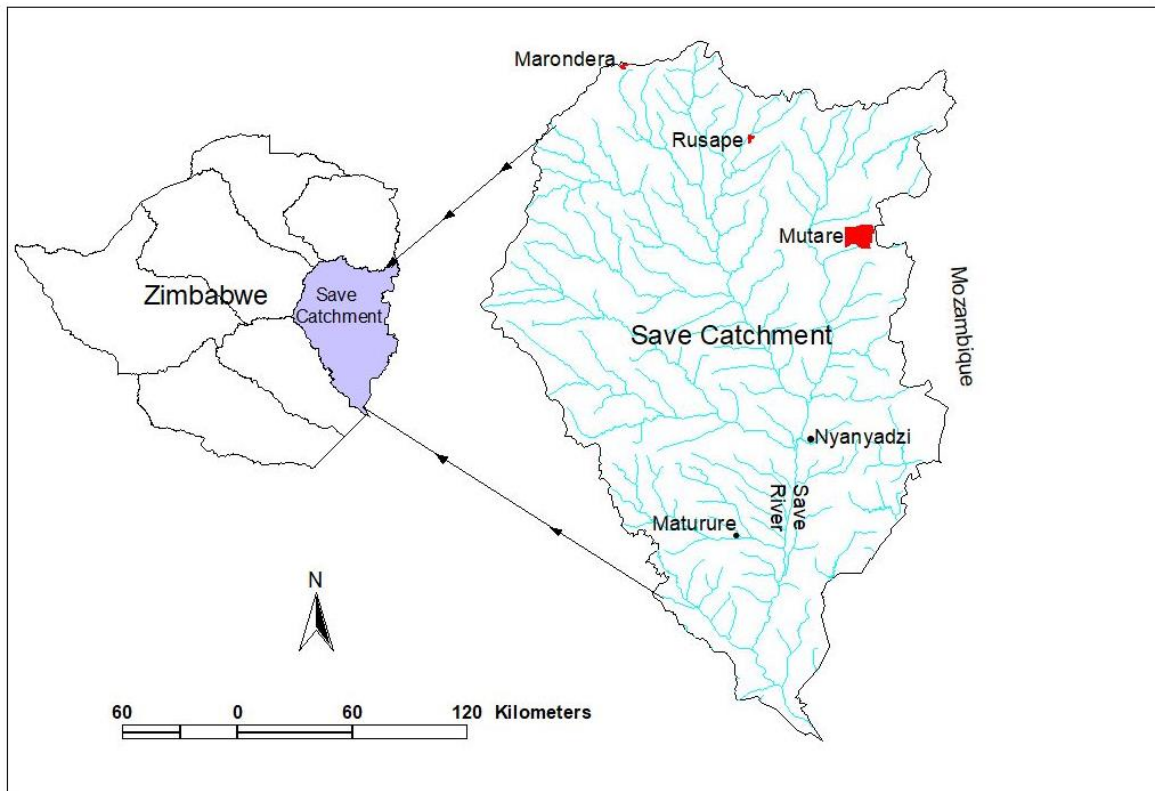 Marondera
Rusape
Mutare
Mozambique
Zimbabwe
Save
Catchment
Save Catchment
Nyanyadzi
Save
River
Maturure
N
60 0 60 120 Kilometers